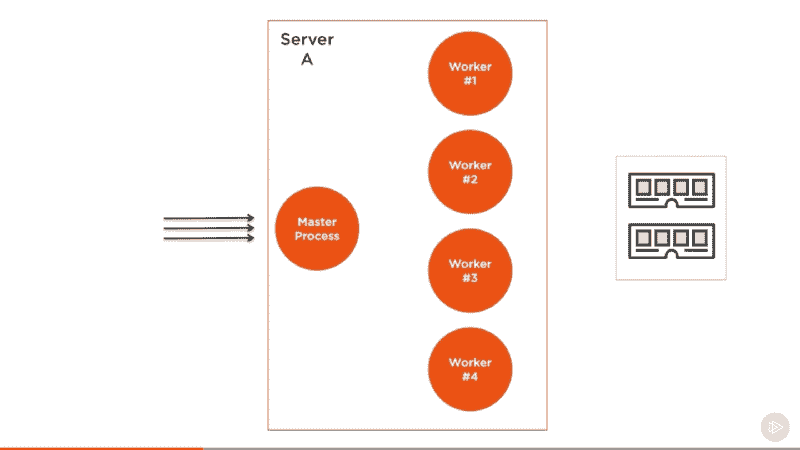 Server
A
Worker
#1
Worker
#2
Master
Process
Worker
#3
Worker
#4